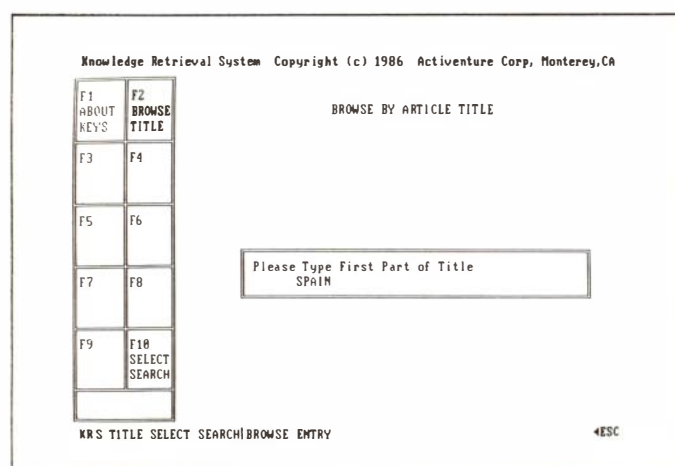 Knowledge Retrieval System Copyright (c) 1986 Activenture Corp, Monterey,CA
F1 ABOUT KEYS
F2 BROWSE TITLE
BROWSE BY ARTICLE TITLE
F3
F4
F5
F6
Please Type First Part of Title
SPAIN
F7
F8
F9
F10 SELECT SEARCH
KRS TITLE SELECT SEARCH|BROWSE ENTRY
◄ESC